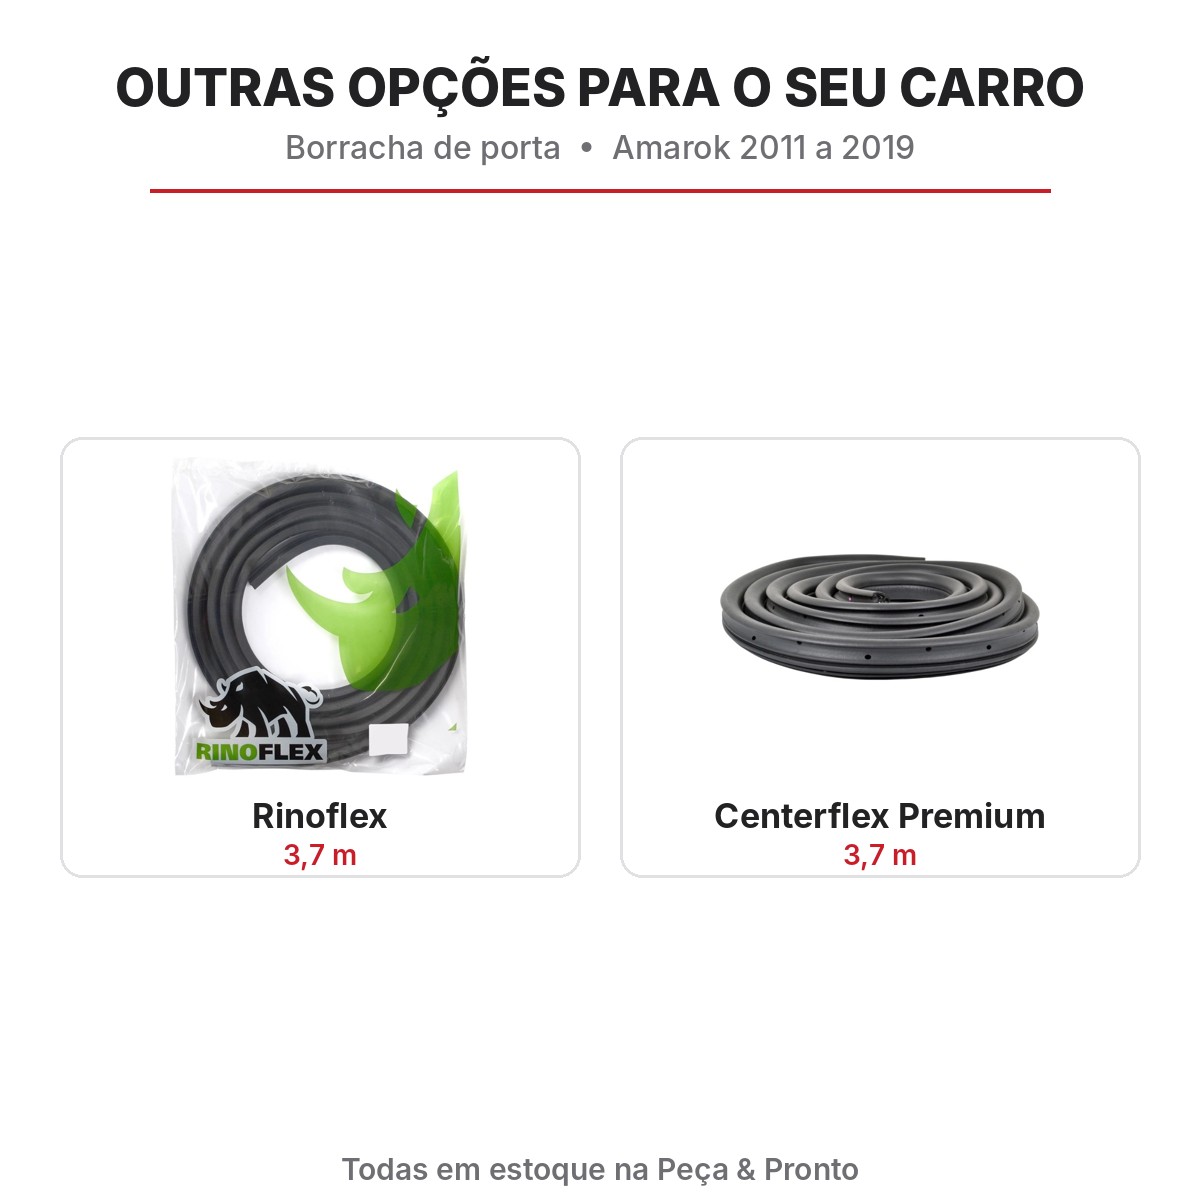 OUTRAS OPÇÕES PARA O SEU CARRO
Borracha de porta • Amarok 2011 a 2019
RINOFLEX
Rinoflex
3,7 m
Centerflex Premium
3,7 m
Todas em estoque na Peça & Pronto